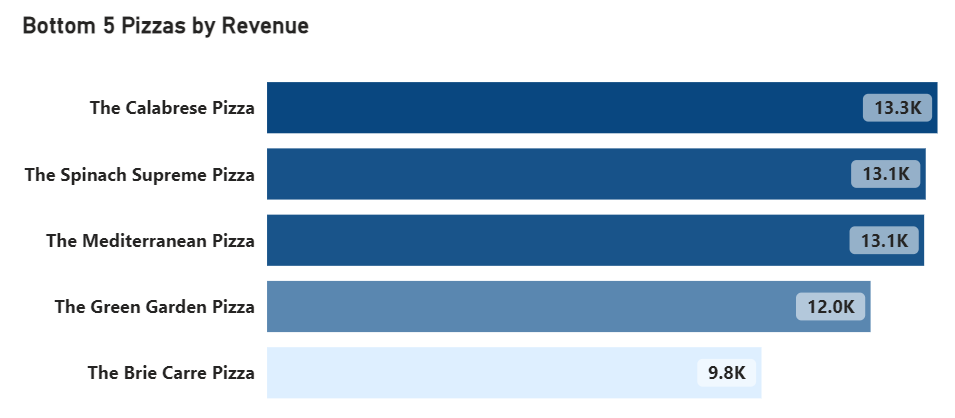 Bottom 5 Pizzas by Revenue
The Calabrese Pizza 13.3K
The Spinach Supreme Pizza 13.1K
The Mediterranean Pizza 13.1K
The Green Garden Pizza 12.0K
The Brie Carre Pizza 9.8K